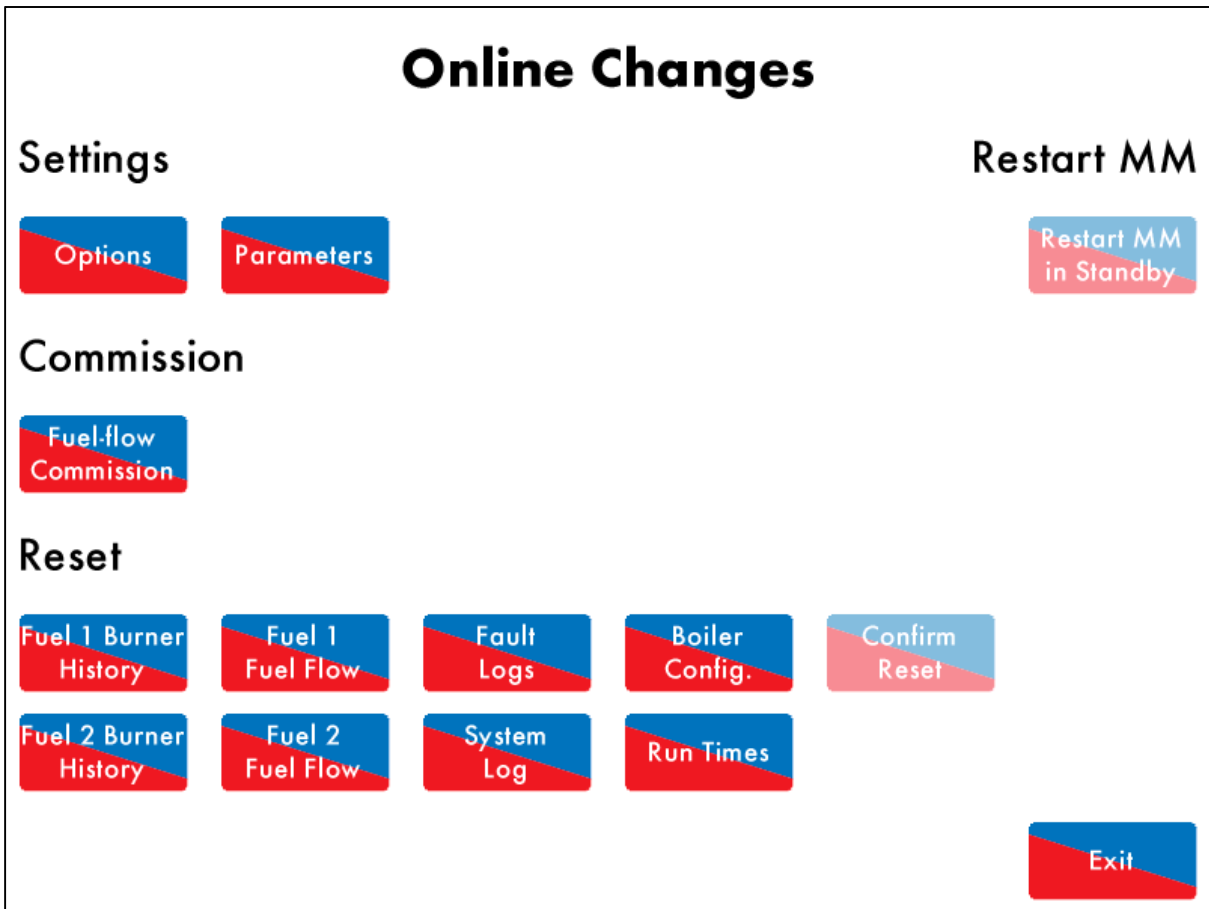 Online Changes
Settings
Restart MM
Options
Parameters
Restart MM
in Standby
Commission
Fuel-flow
Commission
Reset
Fuel 1 Burner
History
Fuel 1
Fuel Flow
Fault
Logs
Boiler
Config.
Confirm
Reset
Fuel 2 Burner
History
Fuel 2
Fuel Flow
System
Log
Run Times
Exit